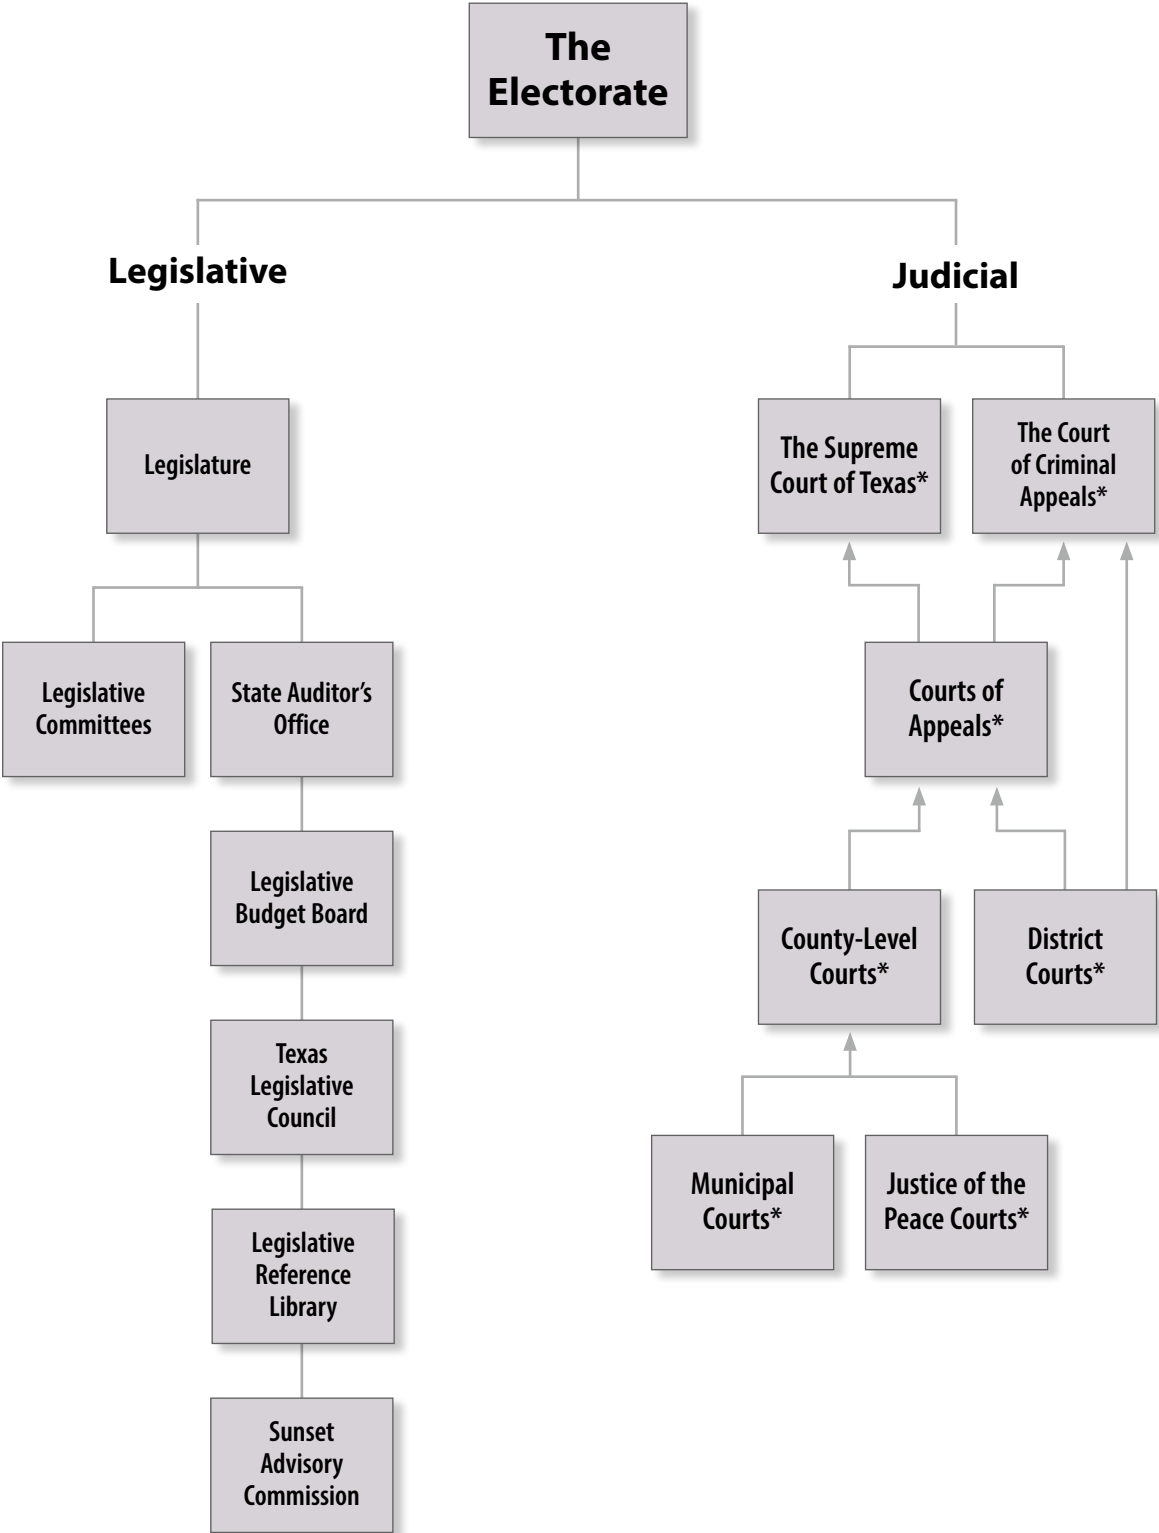 The
Electorate
Legislative
Judicial
Legislature
The Supreme
Court of Texas*
The Court
of Criminal
Appeals*
Legislative
Committees
State Auditor’s
Office
Courts of
Appeals*
Legislative
Budget Board
County-Level
Courts*
District
Courts*
Texas
Legislative
Council
Municipal
Courts*
Justice of the
Peace Courts*
Legislative
Reference
Library
Sunset
Advisory
Commission